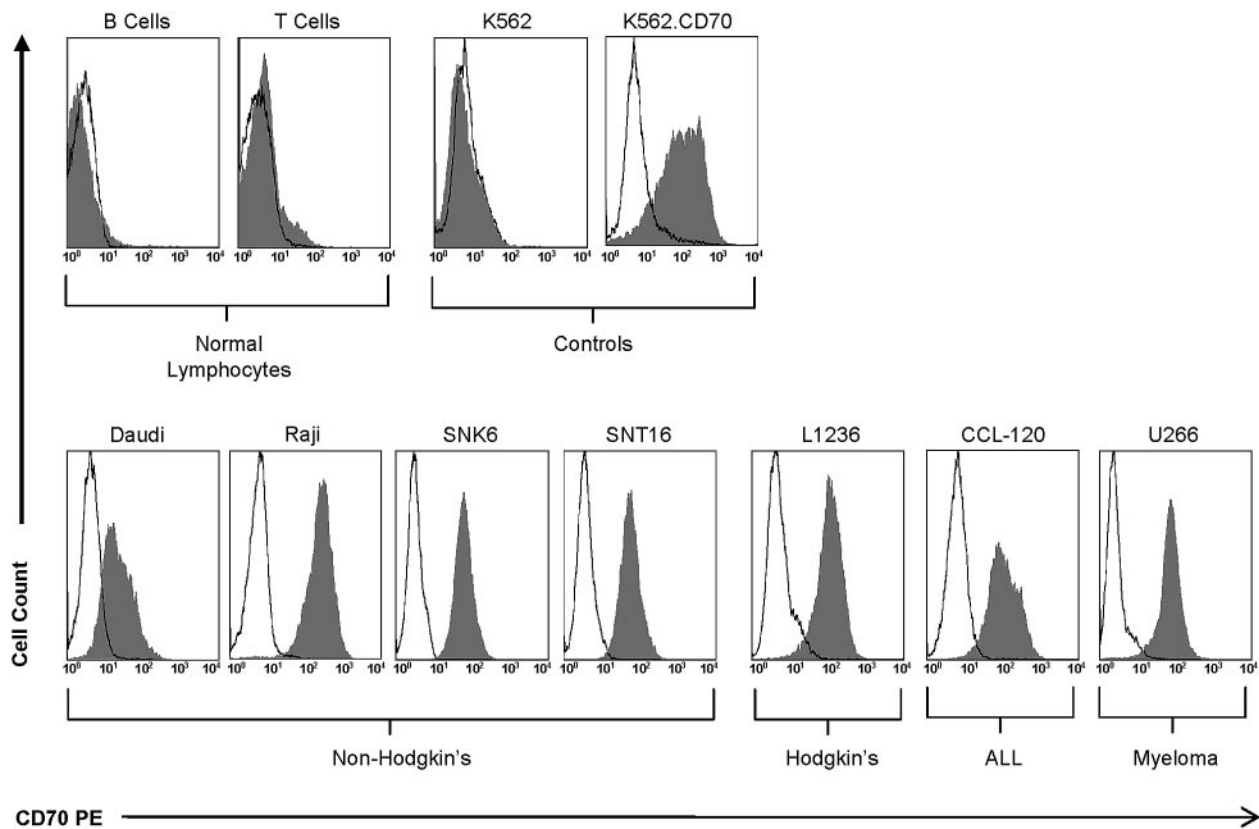 B Cells T Cells K562 K562.CD70
10⁰ 10¹ 10² 10³ 10⁴ 10⁰ 10¹ 10² 10³ 10⁴ 10⁰ 10¹ 10² 10³ 10⁴ 10⁰ 10¹ 10² 10³ 10⁴
Normal
Lymphocytes
Controls
Daudi Raji SNK6 SNT16 L1236 CCL-120 U266
10⁰ 10¹ 10² 10³ 10⁴ 10⁰ 10¹ 10² 10³ 10⁴ 10⁰ 10¹ 10² 10³ 10⁴ 10⁰ 10¹ 10² 10³ 10⁴ 10⁰ 10¹ 10² 10³ 10⁴ 10⁰ 10¹ 10² 10³ 10⁴ 10⁰ 10¹ 10² 10³ 10⁴
Non-Hodgkin's Hodgkin's ALL Myeloma
Cell Count
CD70 PE